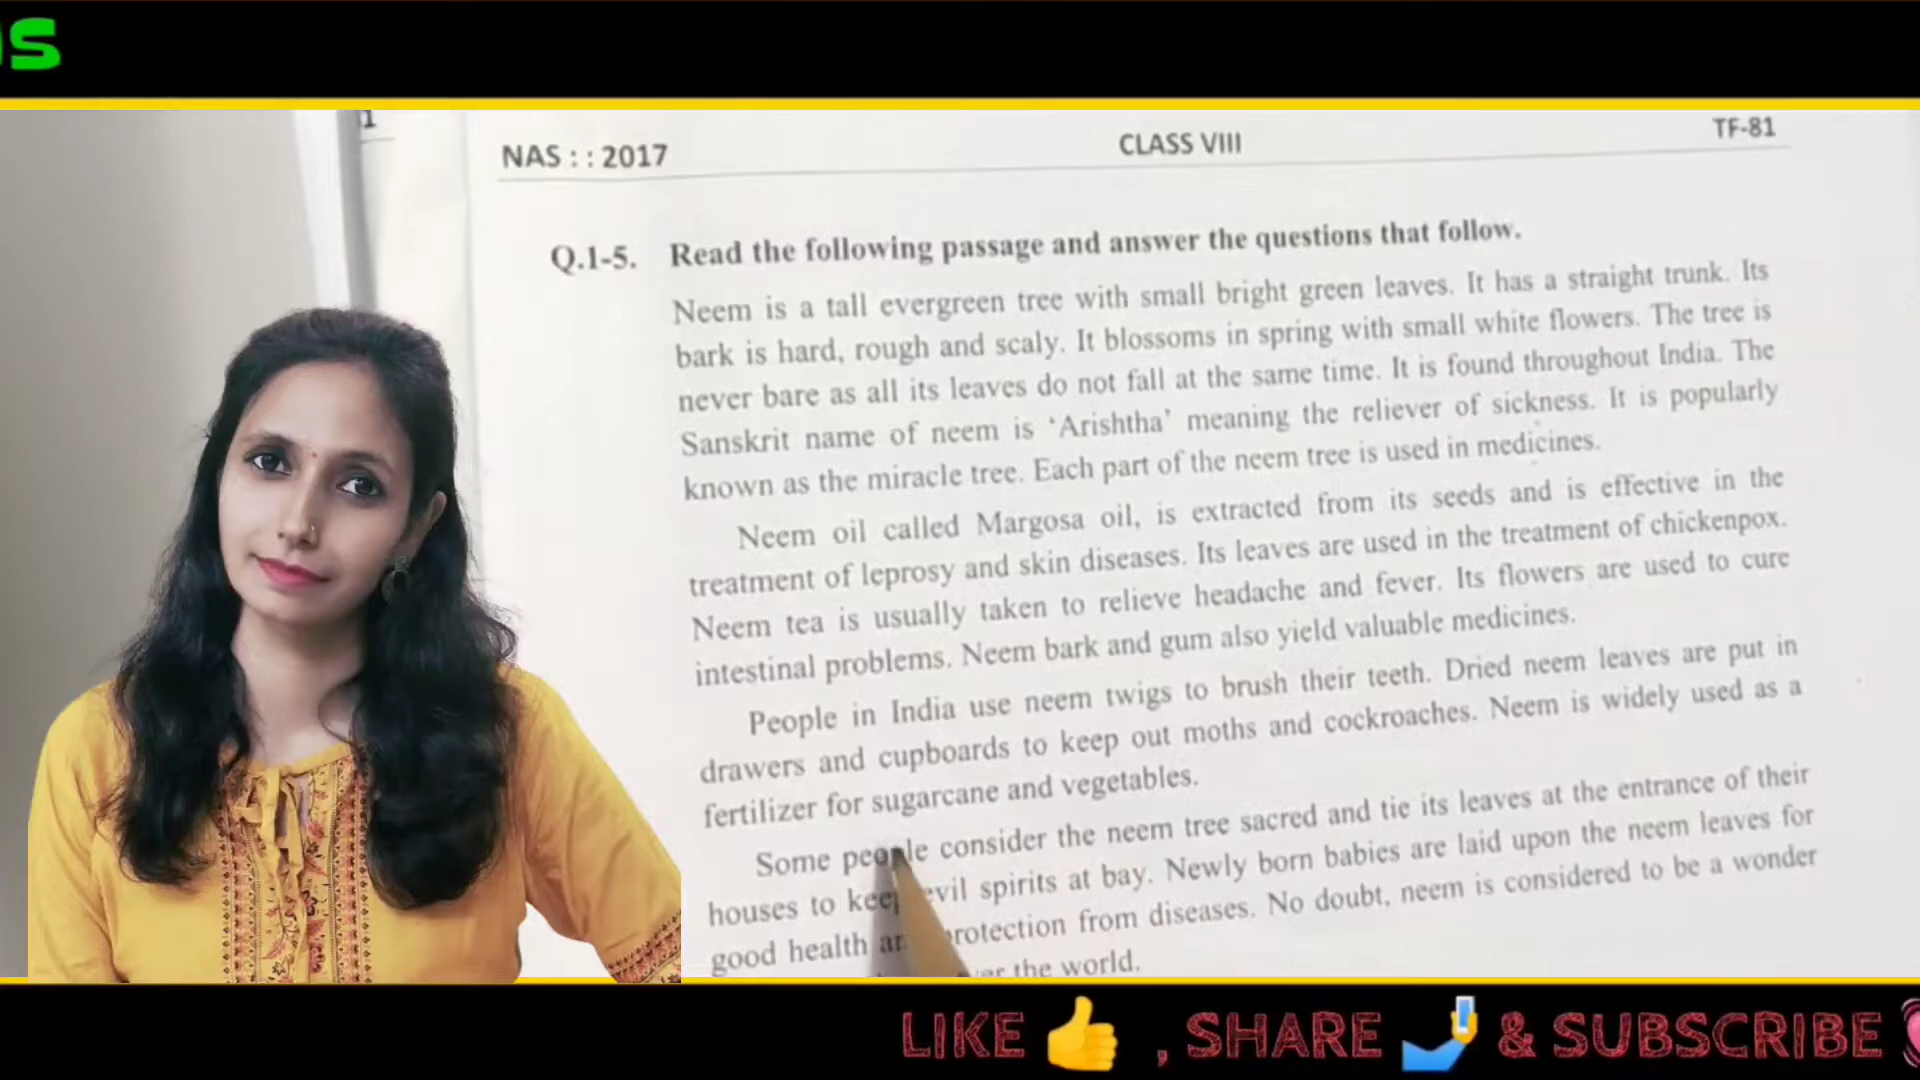 1
NAS : : 2017
CLASS VIII
TF-81
Q.1-5. Read the following passage and answer the questions that follow.
Neem is a tall evergreen tree with small bright green leaves. It has a straight trunk. Its
bark is hard, rough and scaly. It blossoms in spring with small white flowers. The tree is
never bare as all its leaves do not fall at the same time. It is found throughout India. The
Sanskrit name of neem is ‘Arishtha’ meaning the reliever of sickness. It is popularly
known as the miracle tree. Each part of the neem tree is used in medicines.
Neem oil called Margosa oil, is extracted from its seeds and is effective in the
treatment of leprosy and skin diseases. Its leaves are used in the treatment of chickenpox.
Neem tea is usually taken to relieve headache and fever. Its flowers are used to cure
intestinal problems. Neem bark and gum also yield valuable medicines.
People in India use neem twigs to brush their teeth. Dried neem leaves are put in
drawers and cupboards to keep out moths and cockroaches. Neem is widely used as a
fertilizer for sugarcane and vegetables.
Some people consider the neem tree sacred and tie its leaves at the entrance of their
houses to keep evil spirits at bay. Newly born babies are laid upon the neem leaves for
good health protection from diseases. No doubt, neem is considered to be a wonder
the world.
LIKE 👍 , SHARE 🤳 & SUBSCRIBE